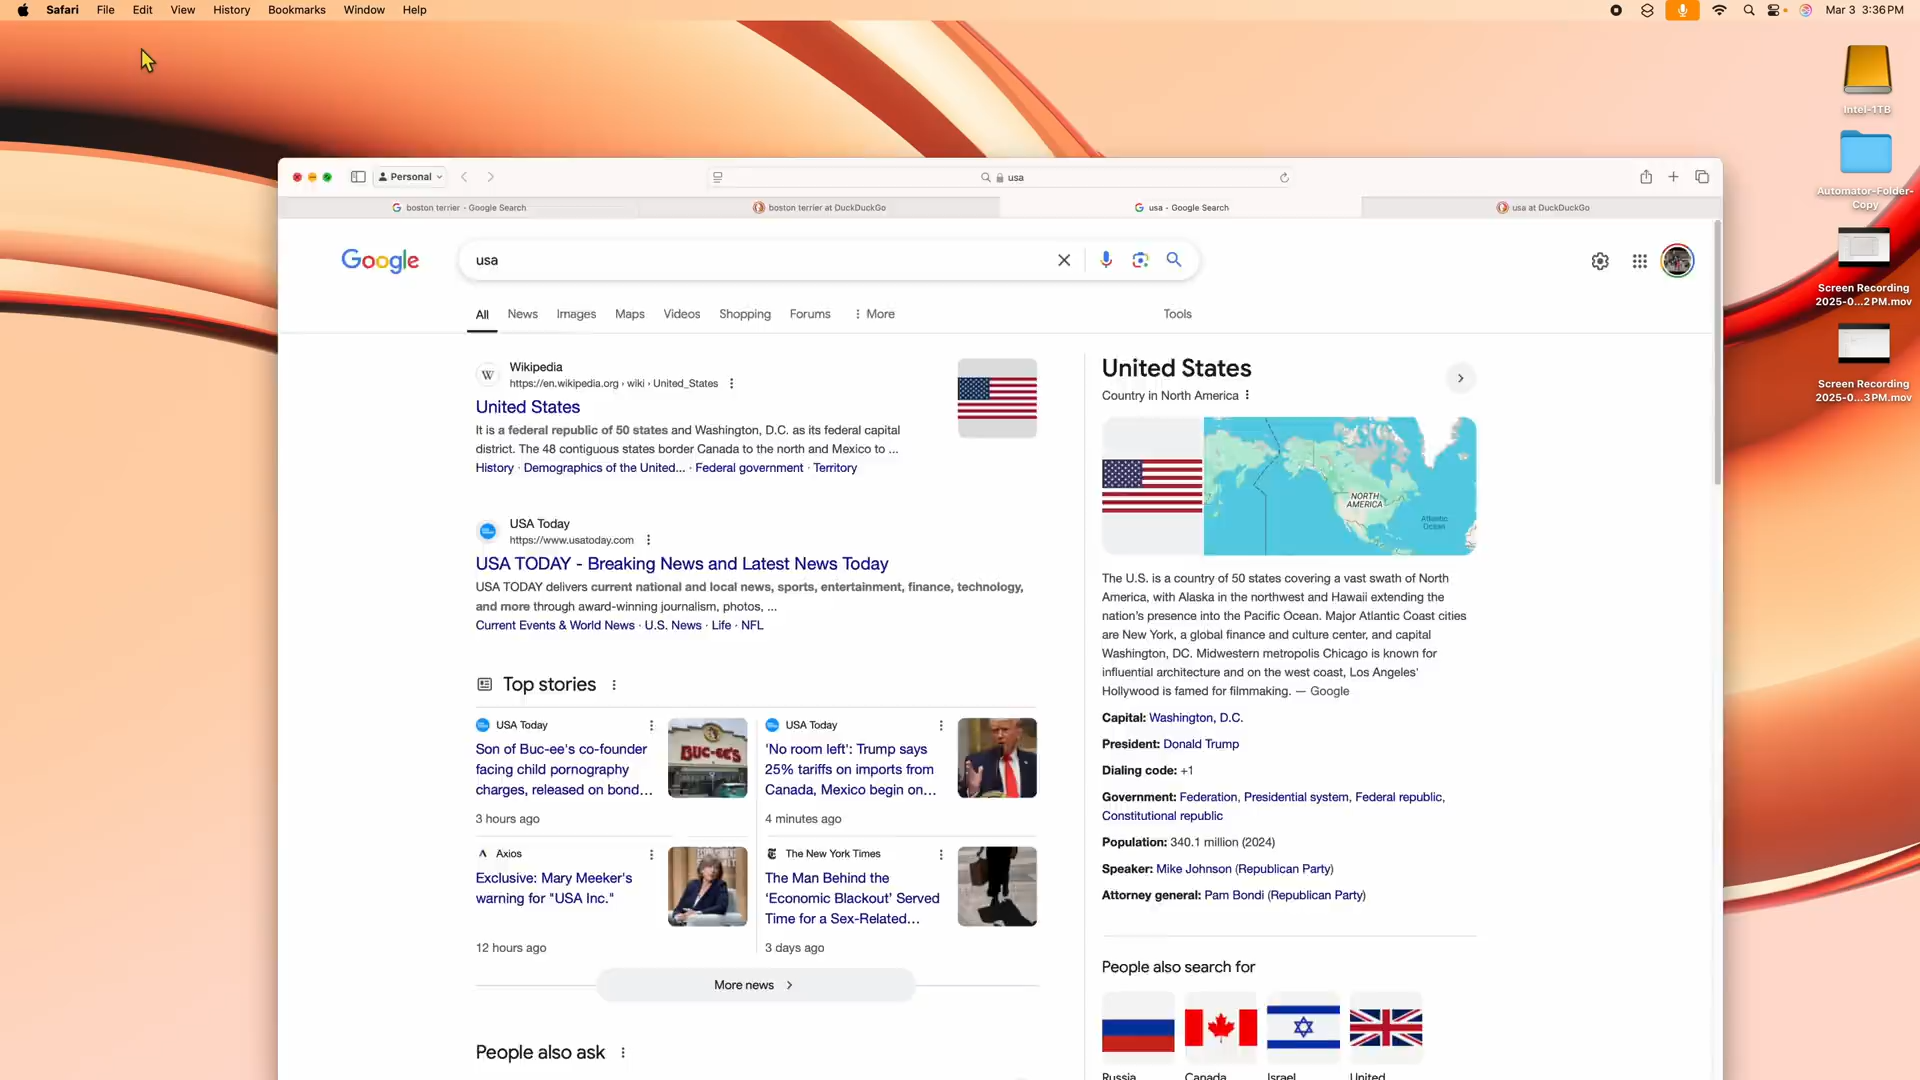 Safari File Edit View History Bookmarks Window Help
Mar 3 3:36 PM
Intel-1TB
Automator-Folder-
Copy
Screen Recording
2025-0...2 PM.mov
Screen Recording
2025-0...3 PM.mov
Personal
usa
boston terrier - Google Search
boston terrier at DuckDuckGo
usa - Google Search
usa at DuckDuckGo
Google
usa
All News Images Maps Videos Shopping Forums More Tools
W
Wikipedia
https://en.wikipedia.org › wiki › United_States
United States
It is a federal republic of 50 states and Washington, D.C. as its federal capital
district. The 48 contiguous states border Canada to the north and Mexico to ...
History · Demographics of the United... · Federal government · Territory
USA Today
https://www.usatoday.com
USA TODAY - Breaking News and Latest News Today
USA TODAY delivers current national and local news, sports, entertainment, finance, technology,
and more through award-winning journalism, photos, ...
Current Events & World News · U.S. News · Life · NFL
Top stories
USA Today
Son of Buc-ee's co-founder
facing child pornography
charges, released on bond...
3 hours ago
BUC-EE'S
USA Today
'No room left': Trump says
25% tariffs on imports from
Canada, Mexico begin on...
4 minutes ago
Axios
Exclusive: Mary Meeker's
warning for "USA Inc."
12 hours ago
The New York Times
The Man Behind the
‘Economic Blackout’ Served
Time for a Sex-Related...
3 days ago
More news
People also ask
United States
Country in North America
NORTH
AMERICA
Atlantic
Ocean
The U.S. is a country of 50 states covering a vast swath of North
America, with Alaska in the northwest and Hawaii extending the
nation's presence into the Pacific Ocean. Major Atlantic Coast cities
are New York, a global finance and culture center, and capital
Washington, DC. Midwestern metropolis Chicago is known for
influential architecture and on the west coast, Los Angeles'
Hollywood is famed for filmmaking. — Google
Capital: Washington, D.C.
President: Donald Trump
Dialing code: +1
Government: Federation, Presidential system, Federal republic,
Constitutional republic
Population: 340.1 million (2024)
Speaker: Mike Johnson (Republican Party)
Attorney general: Pam Bondi (Republican Party)
People also search for
Russia
Canada
Israel
United